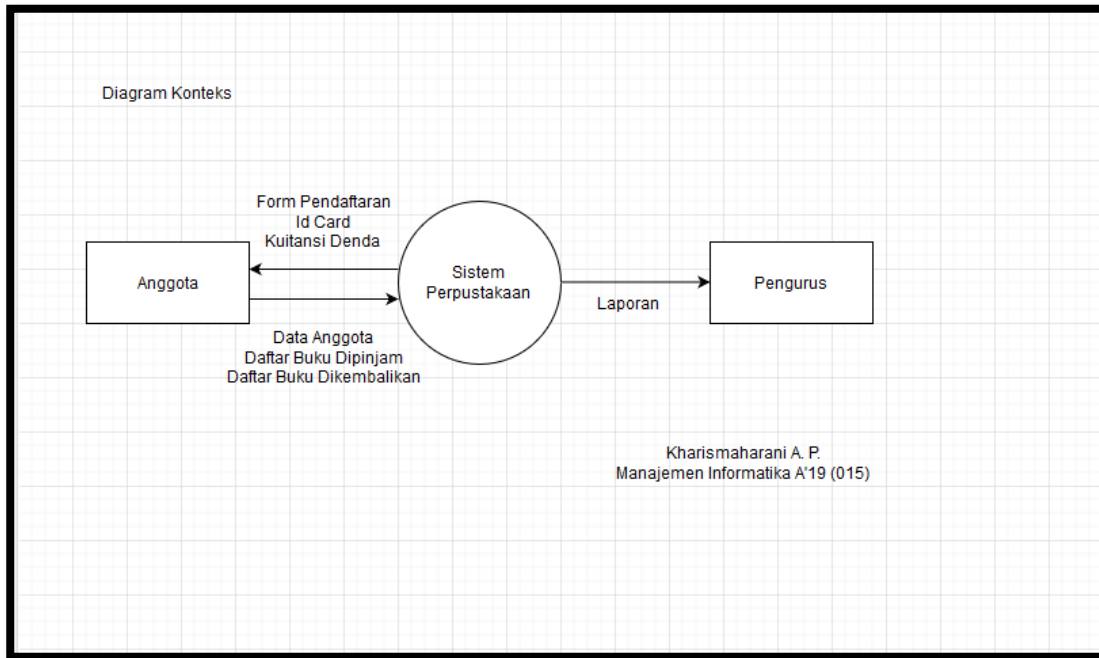 Diagram Konteks
Form Pendaftaran
Id Card
Kuitansi Denda
Anggota
Sistem
Perpustakaan
Laporan
Pengurus
Data Anggota
Daftar Buku Dipinjam
Daftar Buku Dikembalikan
Kharismaharani A. P.
Manajemen Informatika A'19 (015)